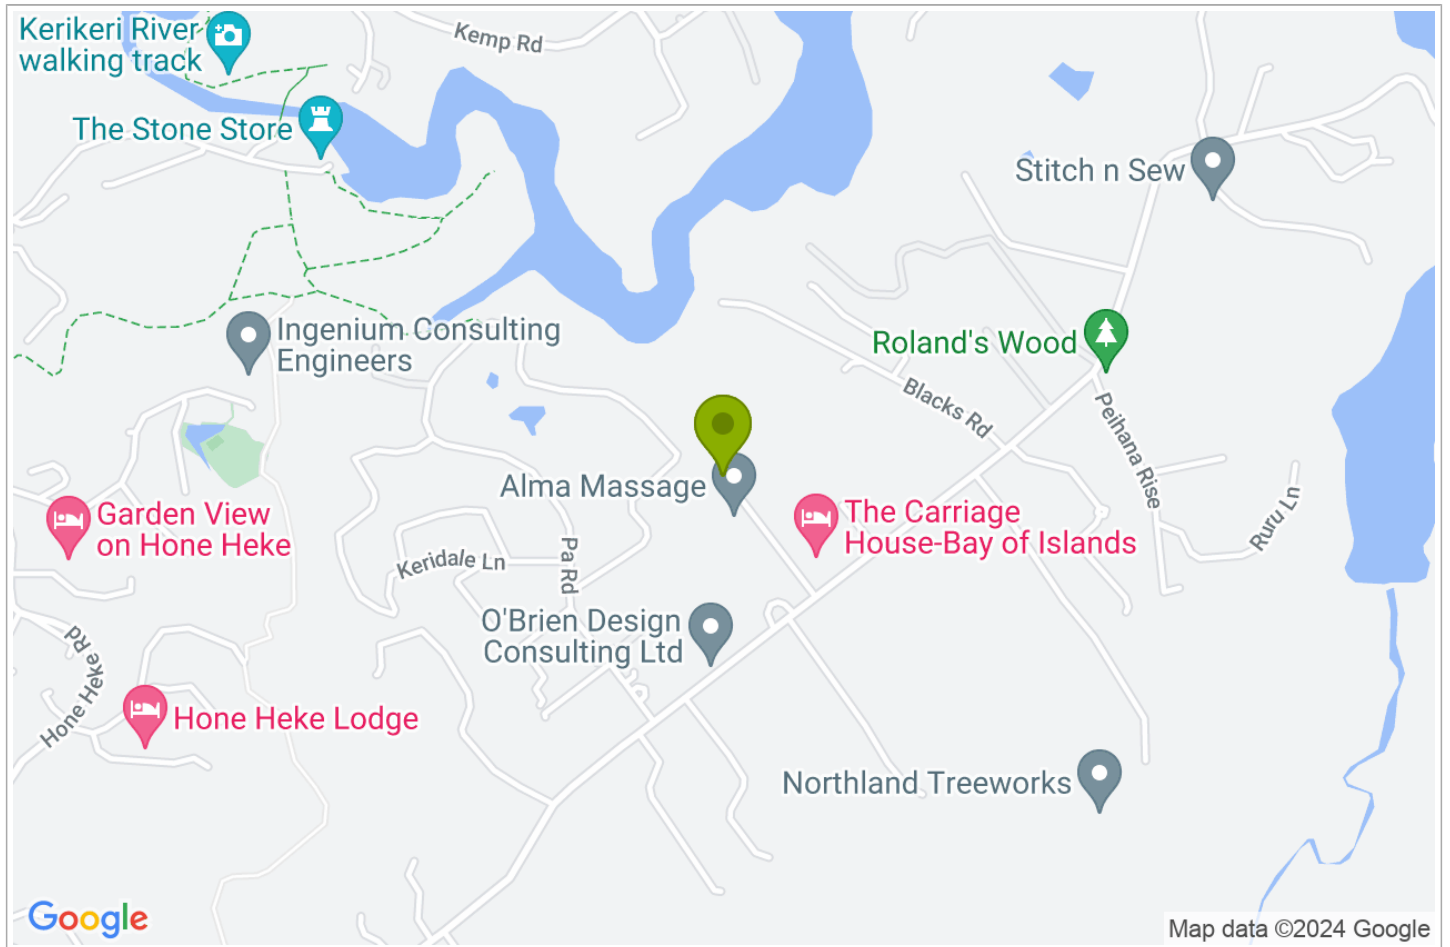 Kerikeri River
walking track
Kemp Rd
The Stone Store
Stitch n Sew
Ingenium Consulting
Engineers
Roland's Wood
Blacks Rd
Peihana Rise
Alma Massage
Garden View
on Hone Heke
The Carriage
House-Bay of Islands
Ruru Ln
Keridale Ln
Pa Rd
O'Brien Design
Consulting Ltd
Hone Heke Rd
Hone Heke Lodge
Northland Treeworks
Google
Map data ©2024 Google